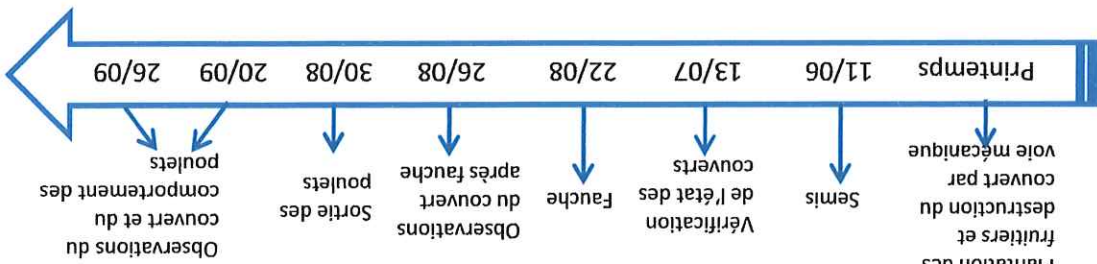 Plantation des
fruitiers et
destruction du
couvert par
voie mécanique
Semis
Vérification
de l'état des
couverts
Fauche
Observations
du couvert
après fauche
Sortie des
poulets
Observations du
couvert et du
comportement des
poulets
Printemps
11/06
13/07
22/08
26/08
30/08
20/09
26/09